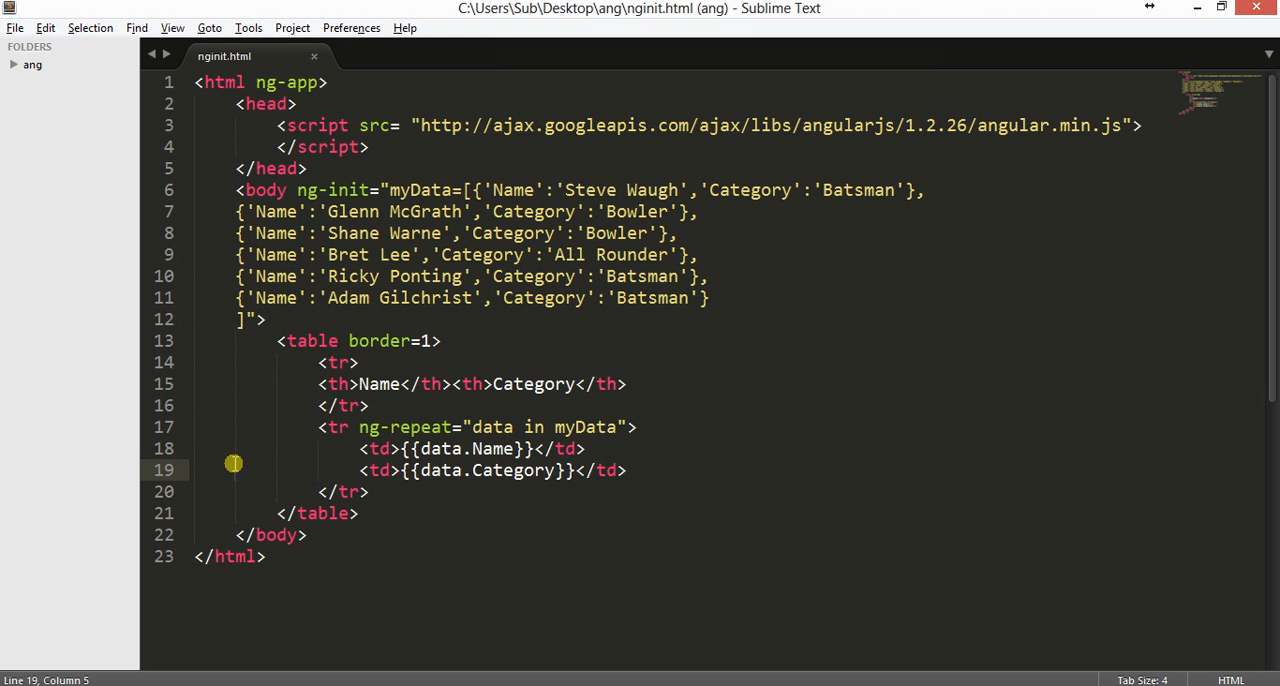 C:\Users\Sub\Desktop\ang\nginit.html (ang) - Sublime Text
File Edit Selection Find View Goto Tools Project Preferences Help
FOLDERS
ang
nginit.html
1 <html ng-app>
2 <head>
3 <script src= "http://ajax.googleapis.com/ajax/libs/angularjs/1.2.26/angular.min.js">
4 </script>
5 </head>
6 <body ng-init="myData=[{'Name':'Steve Waugh','Category':'Batsman'},
7 {'Name':'Glenn McGrath','Category':'Bowler'},
8 {'Name':'Shane Warne','Category':'Bowler'},
9 {'Name':'Bret Lee','Category':'All Rounder'},
10 {'Name':'Ricky Ponting','Category':'Batsman'},
11 {'Name':'Adam Gilchrist','Category':'Batsman'}
12 ]">
13 <table border=1>
14 <tr>
15 <th>Name</th><th>Category</th>
16 </tr>
17 <tr ng-repeat="data in myData">
18 <td>{{data.Name}}</td>
19 <td>{{data.Category}}</td>
20 </tr>
21 </table>
22 </body>
23 </html>
Line 19, Column 5
Tab Size: 4
HTML